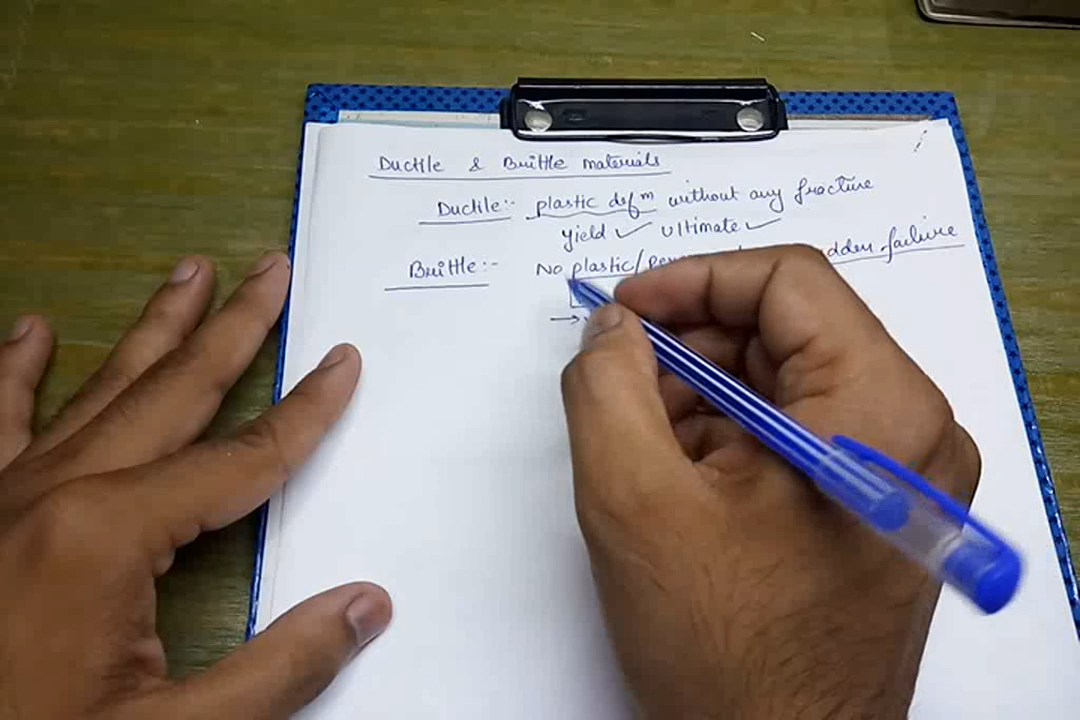 Ductile & Brittle materials
Ductile:- plastic defm without any fracture
yield ✓ Ultimate ✓
Brittle:- No plastic/ failure
→